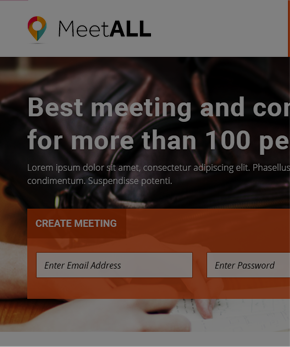 MeetALL
Best meeting and con
for more than 100 pe
Lorem ipsum dolor sit amet, consectetur adipiscing elit. Phasellus
condimentum. Suspendisse potenti.
CREATE MEETING
Enter Email Address
Enter Password